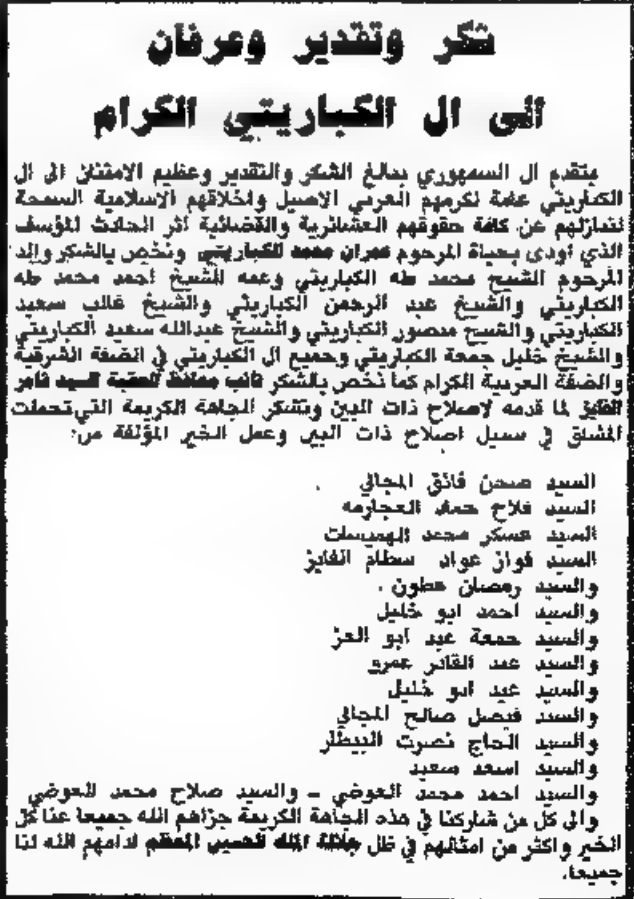 شكر وتقدير وعرفان
الى ال الكباريتي الكرام
يتقدم ال السمهوري ببالغ الشكر والتقدير وعظيم الامتنان الى ال
الكباريتي عامة لكرمهم العربي الاصيل واخلاقهم الاسلامية السمحة
لتنازلهم عن كافة حقوقهم العشائرية والقضائية اثر الحادث المؤسف
الذي اودى بحياة المرحوم عمران محمد الكباريتي ونخص بالشكر والد
المرحوم الشيخ محمد طه الكباريتي وعمه الشيخ احمد محمد طه
الكباريتي والشيخ عبد الرحمن الكباريتي والشيخ غالب سعيد
الكباريتي والشيخ منصور الكباريتي والشيخ عبدالله سعيد الكباريتي
والشيخ خليل جمعة الكباريتي وجميع ال الكباريتي في الضفة الشرقية
والضفة الغربية الكرام كما نخص بالشكر نائب محافظ العقبة السيد
الفايز لما قدمه لاصلاح ذات البين ونشكر الجاهة الكريمة التي تحملت
المشاق في سبيل اصلاح ذات البين وعمل الخير المؤلفة من:
السيد صحن فائق المجالي
السيد فلاح حمد العجارمه
السيد عسكر محمد الهميسات
السيد فواز عواد سطام الفايز
والسيد رمضان .
والسيد احمد ابو خليل
والسيد جمعة عيد ابو العز
والسيد عبد القادر عمرو
والسيد عيد ابو خليل
والسيد فيصل صالح المجالي
والسيد الحاج نصرت البيطار
والسيد اسعد سعيد
والسيد احمد محمد العوضي - والسيد صلاح محمد العوضي
والى كل من شاركنا في هذه الجاهة الكريمة جزاهم الله جميعا عنا كل
الخير واكثر من امثالهم في ظل جلالة الملك الحسين المعظم ادامهم الله لنا
جميعا.